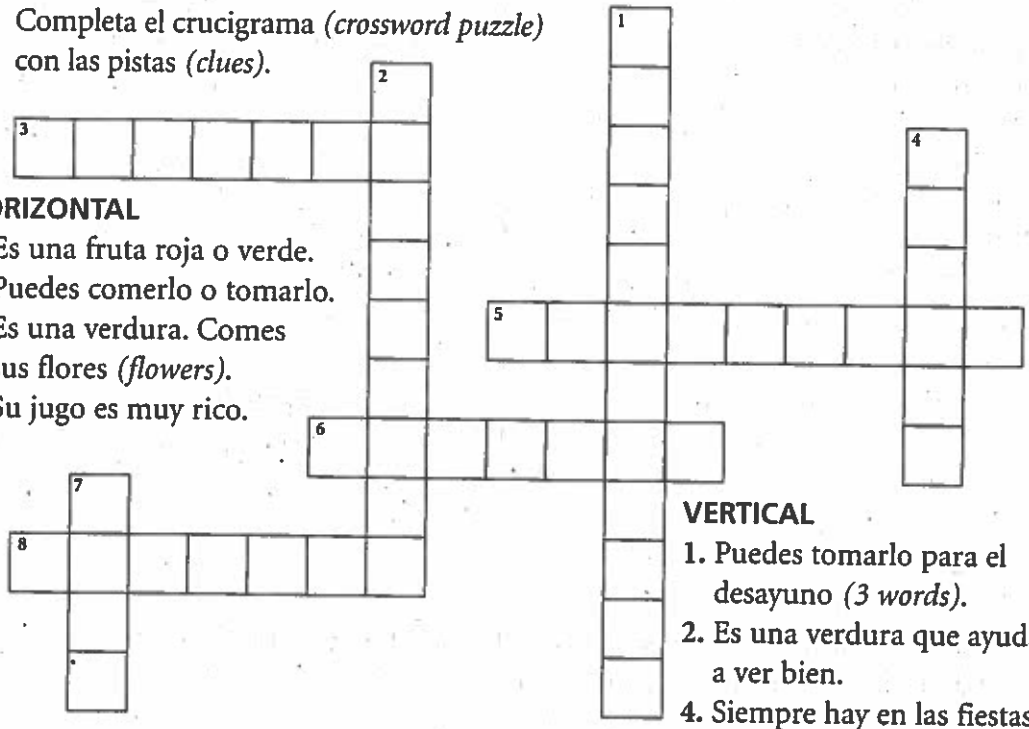 Completa el crucigrama (crossword puzzle)
con las pistas (clues).
1
2
3
4
ORIZONTAL
Es una fruta roja o verde.
Puedes comerlo o tomarlo.
Es una verdura. Comes
us flores (flowers).
Su jugo es muy rico.
5
6
7
8
VERTICAL
1. Puedes tomarlo para el
desayuno (3 words).
2. Es una verdura que ayud
a ver bien.
4. Siempre hay en las fiestas